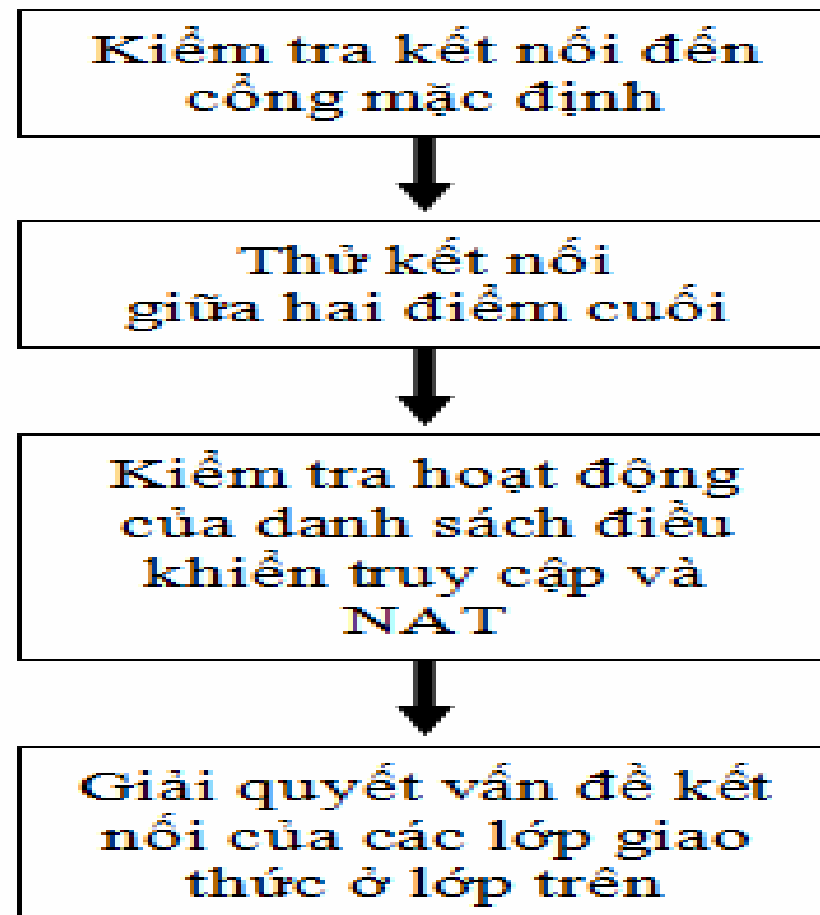 Kiểm tra kết nối đến
cổng mặc định
Thử kết nối
giữa hai điểm cuối
Kiểm tra hoạt động
của danh sách điều
khiển truy cập và
NAT
Giải quyết vấn đề kết
nối của các lớp giao
thức ở lớp trên